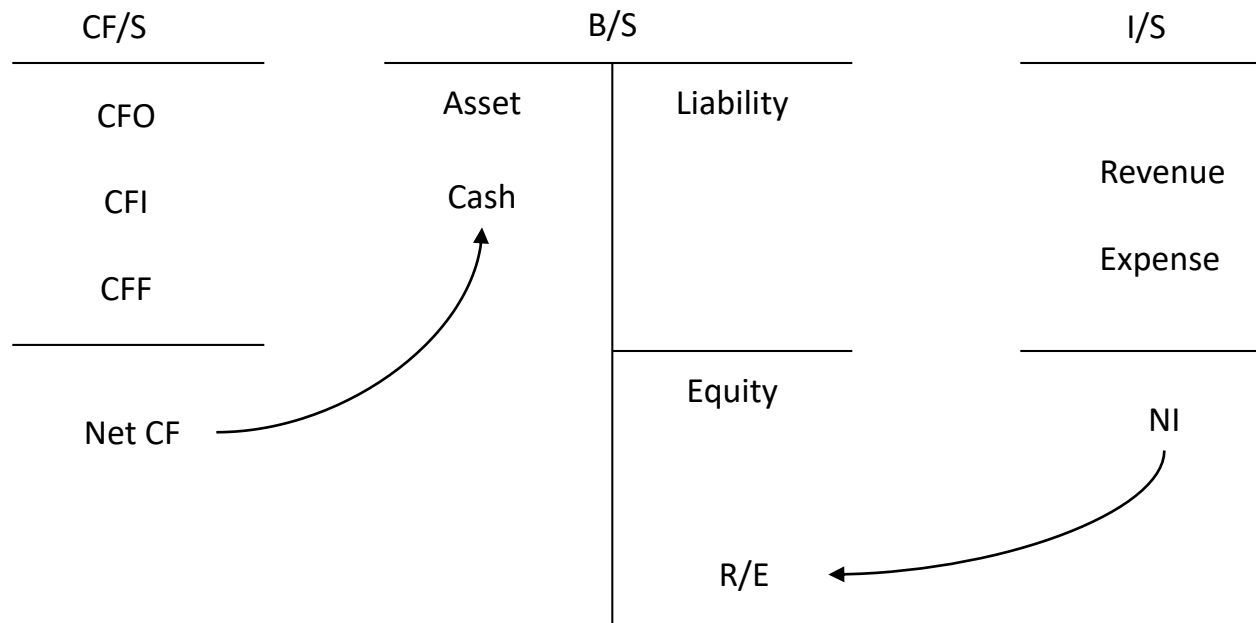 CF/S
CFO
CFI
CFF
Net CF
B/S
Asset
Cash
Liability
Equity
R/E
I/S
Revenue
Expense
NI